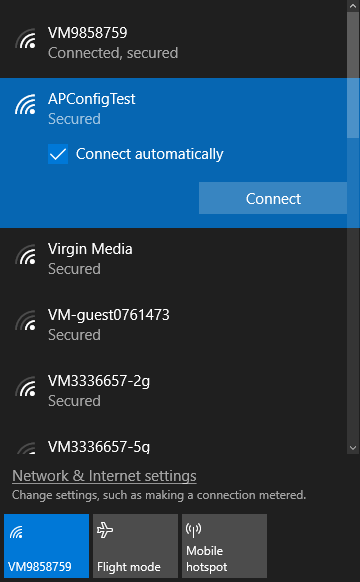 VM9858759
Connected, secured
APConfigTest
Secured
Connect automatically
Connect
Virgin Media
Secured
VM-guest0761473
Secured
VM3336657-2g
Secured
VM3336657-5g
Network & Internet settings
Change settings, such as making a connection metered.
VM9858759
Flight mode
Mobile
hotspot